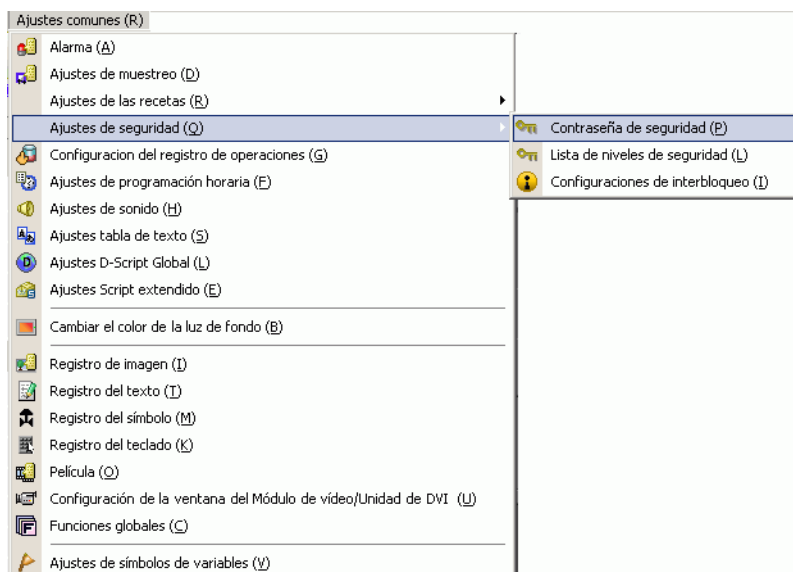 Ajustes comunes (R)
Alarma (A)
Ajustes de muestreo (D)
Ajustes de las recetas (R)
Ajustes de seguridad (Q)
Contraseña de seguridad (P)
Lista de niveles de seguridad (L)
Configuraciones de interbloqueo (I)
Configuracion del registro de operaciones (G)
Ajustes de programación horaria (F)
Ajustes de sonido (H)
Ajustes tabla de texto (S)
Ajustes D-Script Global (L)
Ajustes Script extendido (E)
Cambiar el color de la luz de fondo (B)
Registro de imagen (I)
Registro del texto (T)
Registro del símbolo (M)
Registro del teclado (K)
Película (O)
Configuración de la ventana del Módulo de vídeo/Unidad de DVI (U)
Funciones globales (C)
Ajustes de símbolos de variables (V)